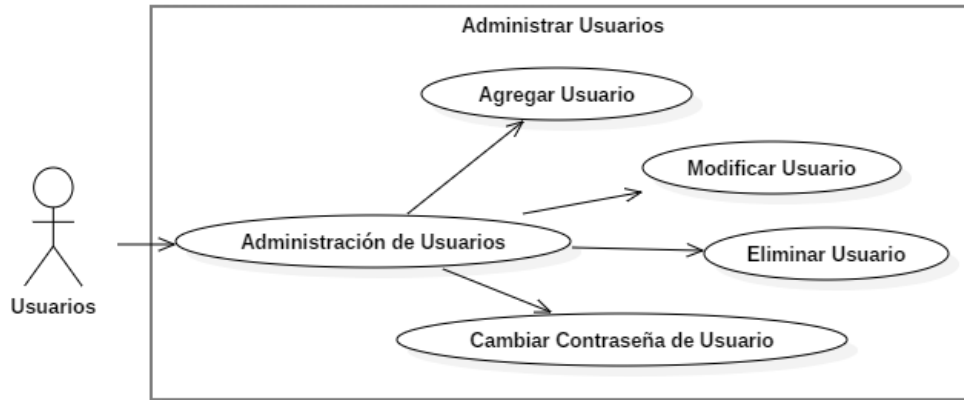 Administrar Usuarios
Agregar Usuario
Modificar Usuario
Administración de Usuarios
Eliminar Usuario
Usuarios
Cambiar Contraseña de Usuario